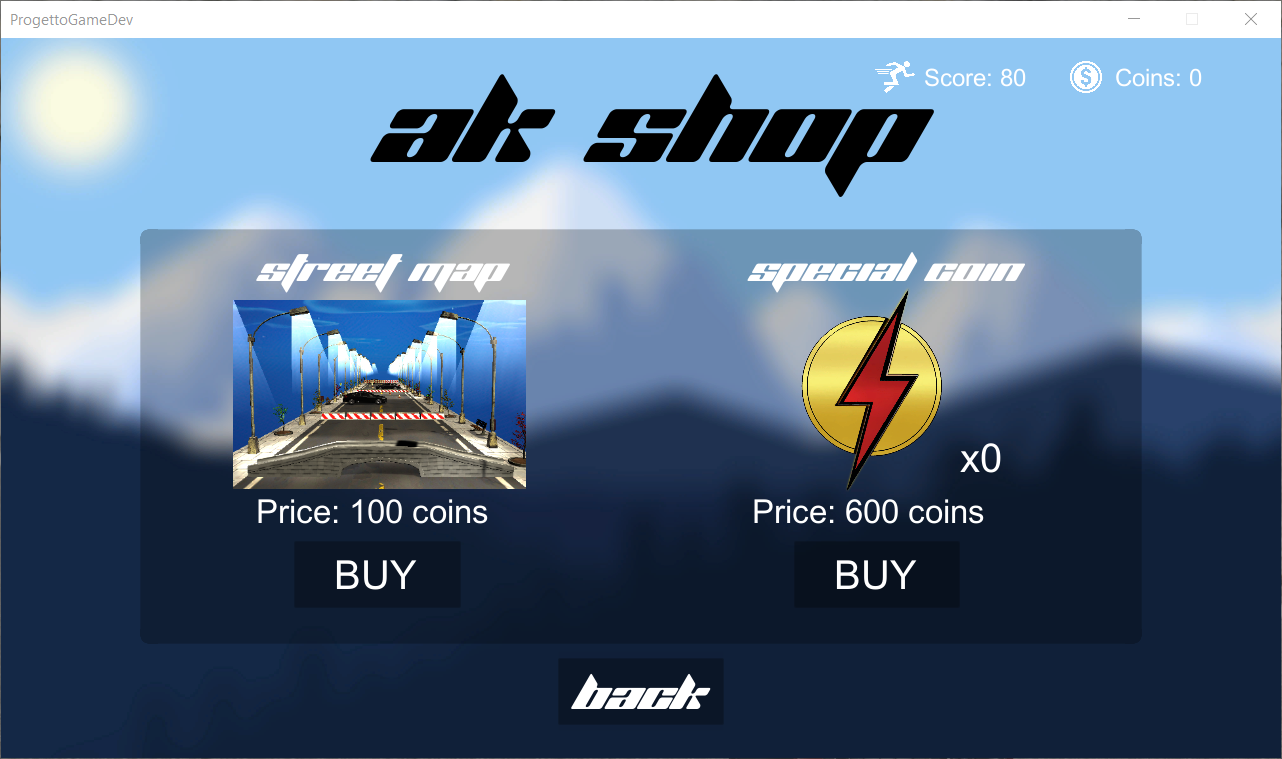 ProgettoGameDev
Score: 80
Coins: 0
ak shop
street map
special coin
x0
Price: 100 coins
Price: 600 coins
BUY
BUY
back